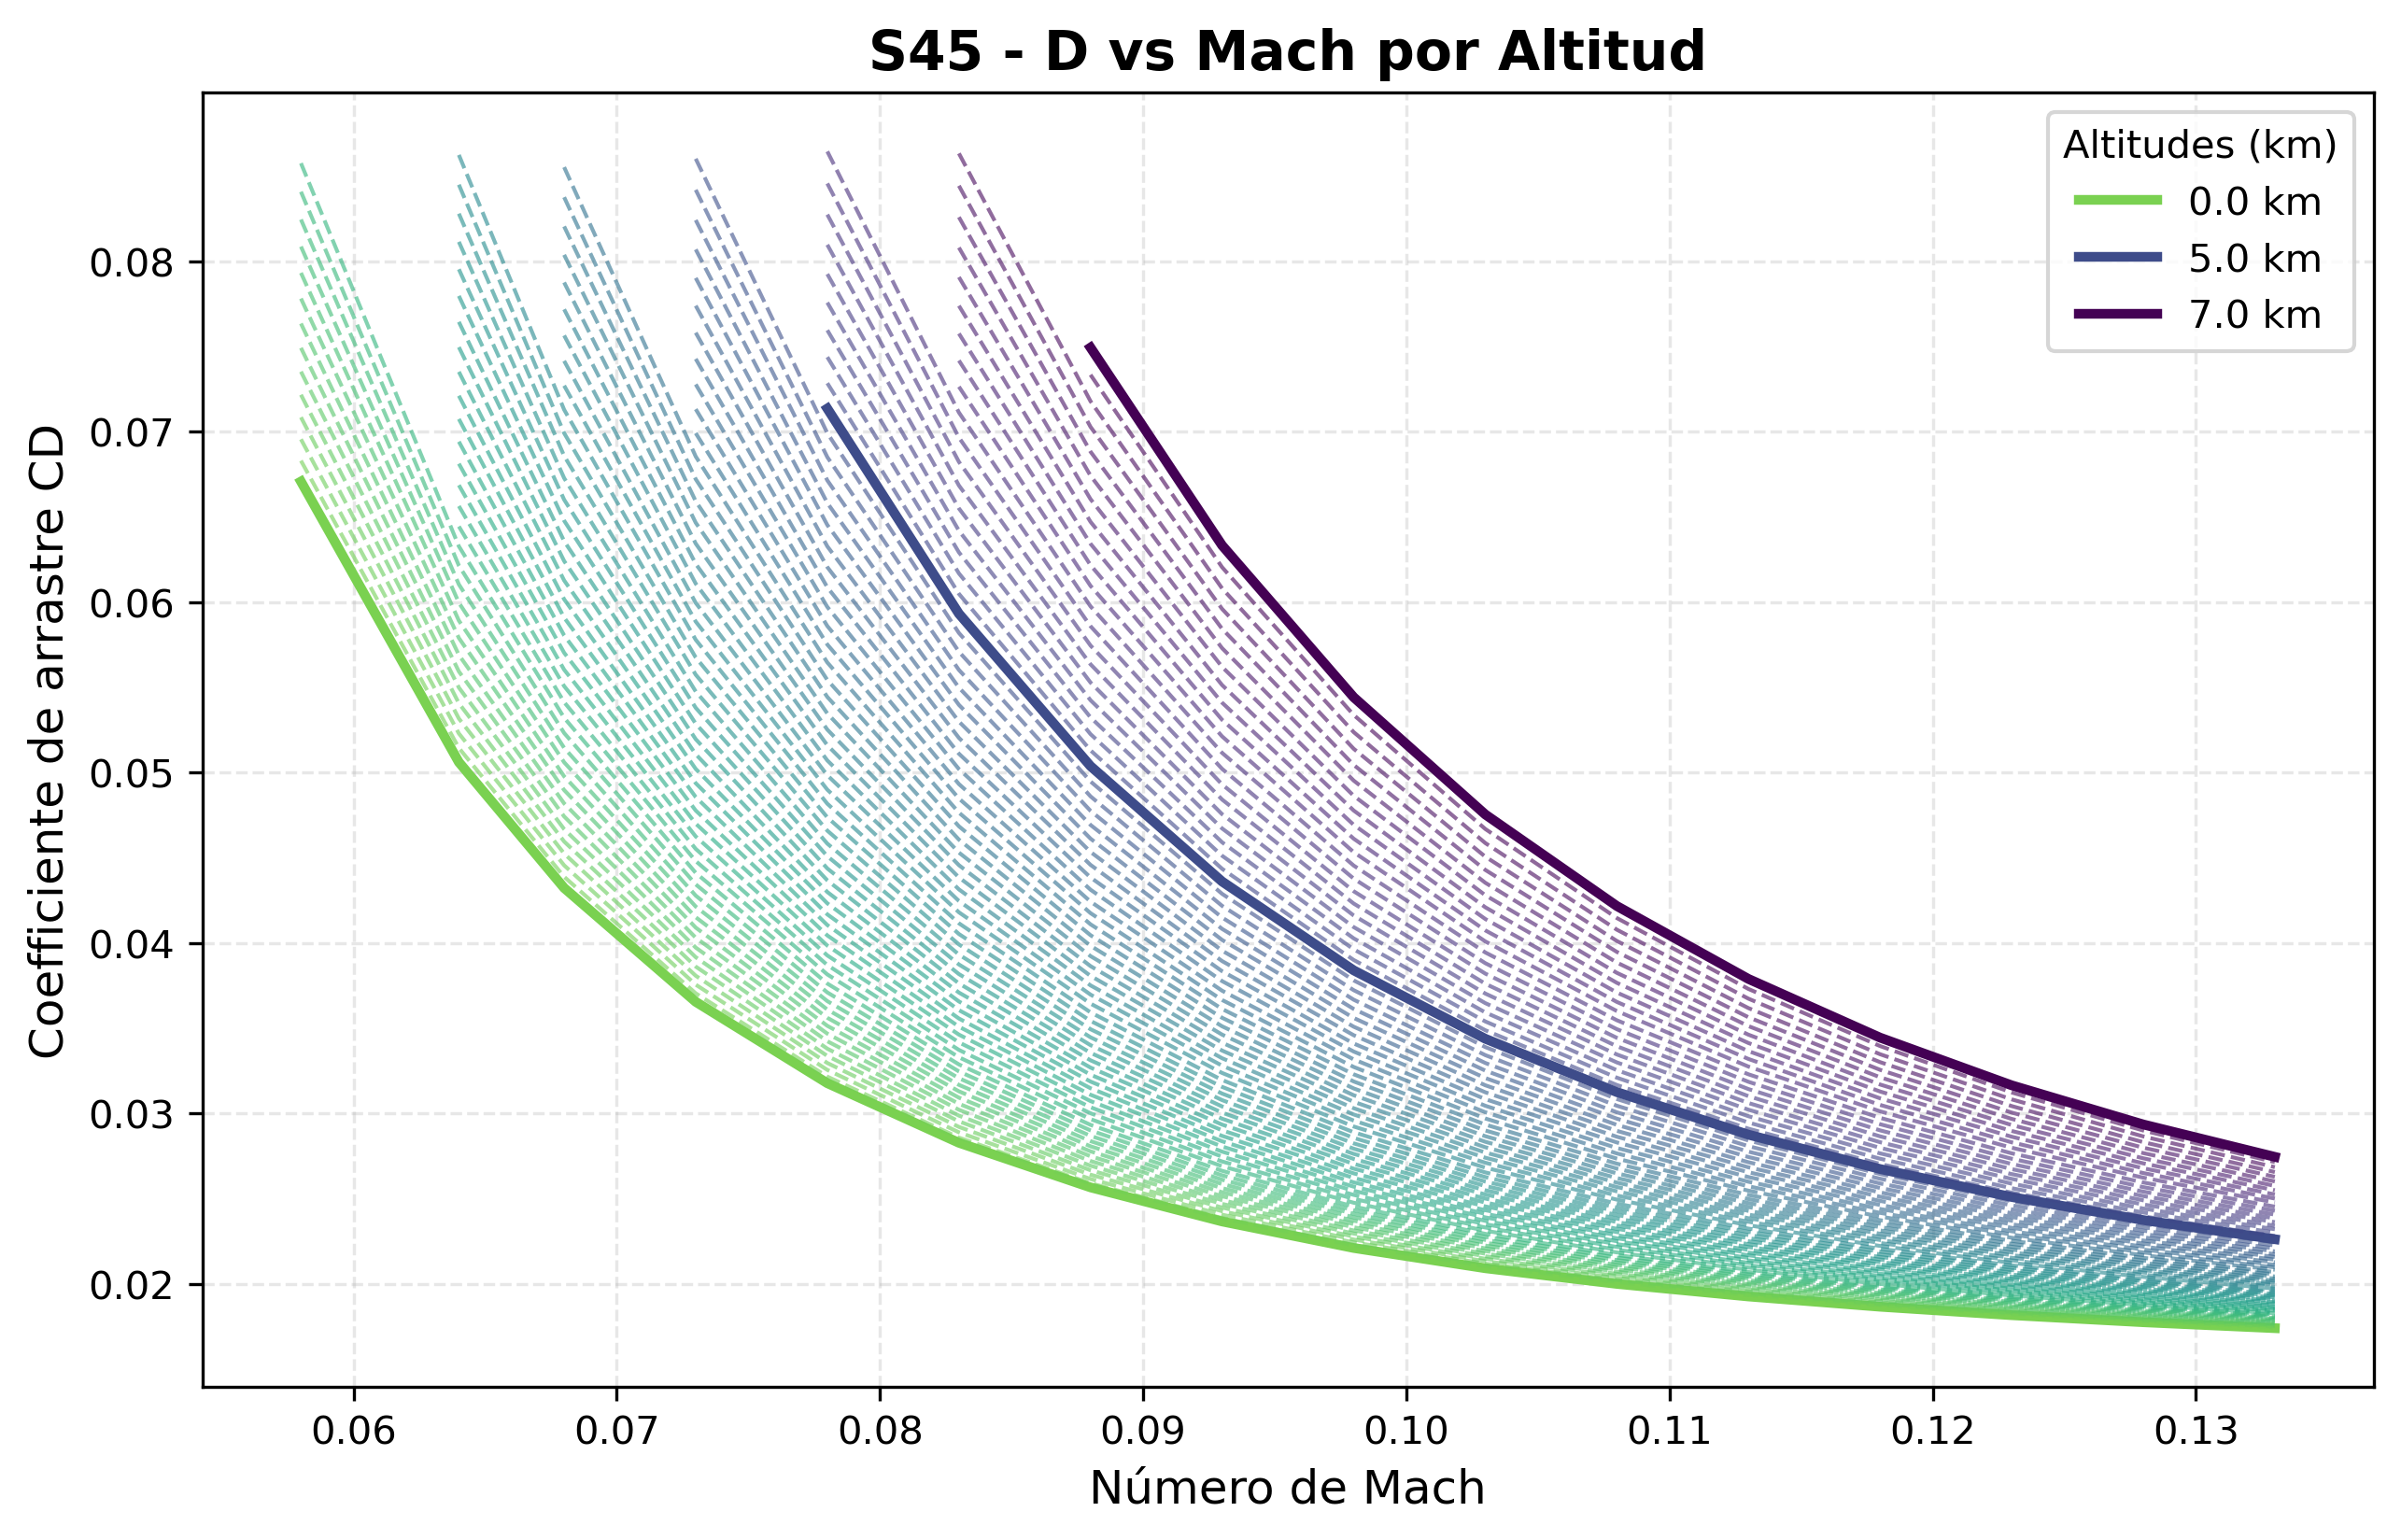 S45 - D vs Mach por Altitud
Altitudes (km)
0.0 km
5.0 km
7.0 km
Coefficiente de arrastre CD
0.08
0.07
0.06
0.05
0.04
0.03
0.02
0.06 0.07 0.08 0.09 0.10 0.11 0.12 0.13
Número de Mach